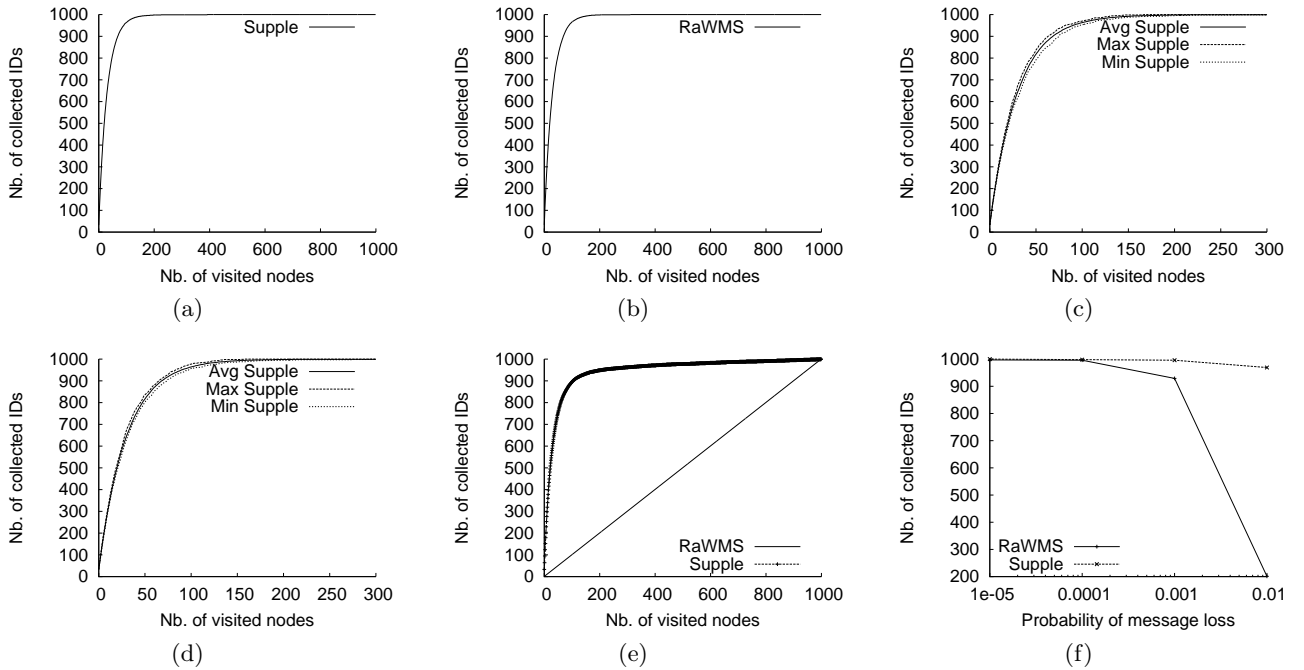 1000
900
800
700
600
500
400
300
200
100
0
Nb. of collected IDs
Supple
0 200 400 600 800 1000
Nb. of visited nodes
(a)
1000
900
800
700
600
500
400
300
200
100
0
Nb. of collected IDs
RaWMS
0 200 400 600 800 1000
Nb. of visited nodes
(b)
1000
900
800
700
600
500
400
300
200
100
0
Nb. of collected IDs
Avg Supple
Max Supple
Min Supple
0 50 100 150 200 250 300
Nb. of visited nodes
(c)
1000
900
800
700
600
500
400
300
200
100
0
Nb. of collected IDs
Avg Supple
Max Supple
Min Supple
0 50 100 150 200 250 300
Nb. of visited nodes
(d)
1000
900
800
700
600
500
400
300
200
100
0
Nb. of collected IDs
RaWMS
Supple
0 200 400 600 800 1000
Nb. of visited nodes
(e)
1000
900
800
700
600
500
400
300
200
Nb. of collected IDs
RaWMS
Supple
1e-05 0.0001 0.001 0.01
Probability of message loss
(f)